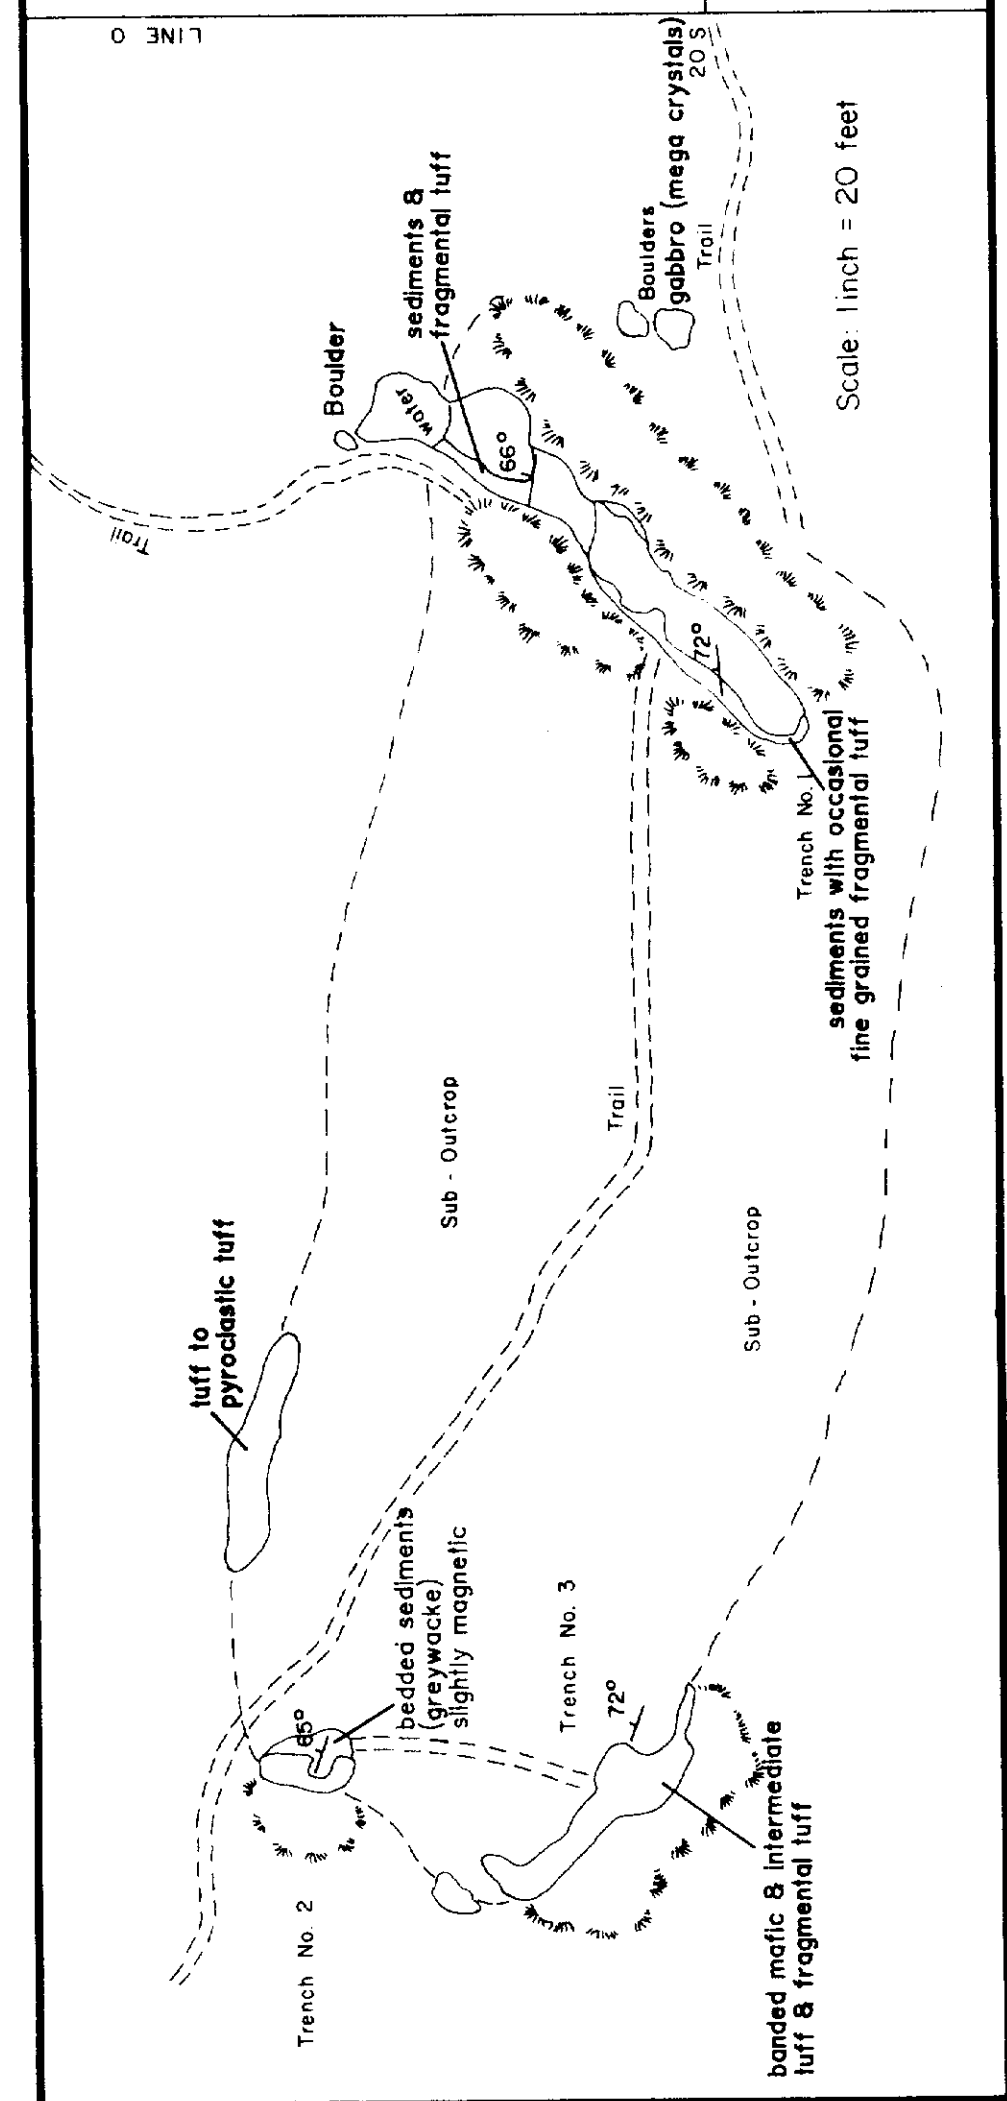 LINE 0
20 S
Trail
Boulder
sediments &
fragmental tuff
Boulders
gabbro (mega crystals)
Trail
Scale: 1 inch = 20 feet
water
66°
72°
Trench No. 1
sediments with occasional
fine grained fragmental tuff
Sub - Outcrop
Trail
Sub - Outcrop
tuff to
pyroclastic tuff
bedded sediments
(greywacke)
slightly magnetic
65°
Trench No. 2
Trench No. 3
72°
banded mafic & intermediate
tuff & fragmental tuff